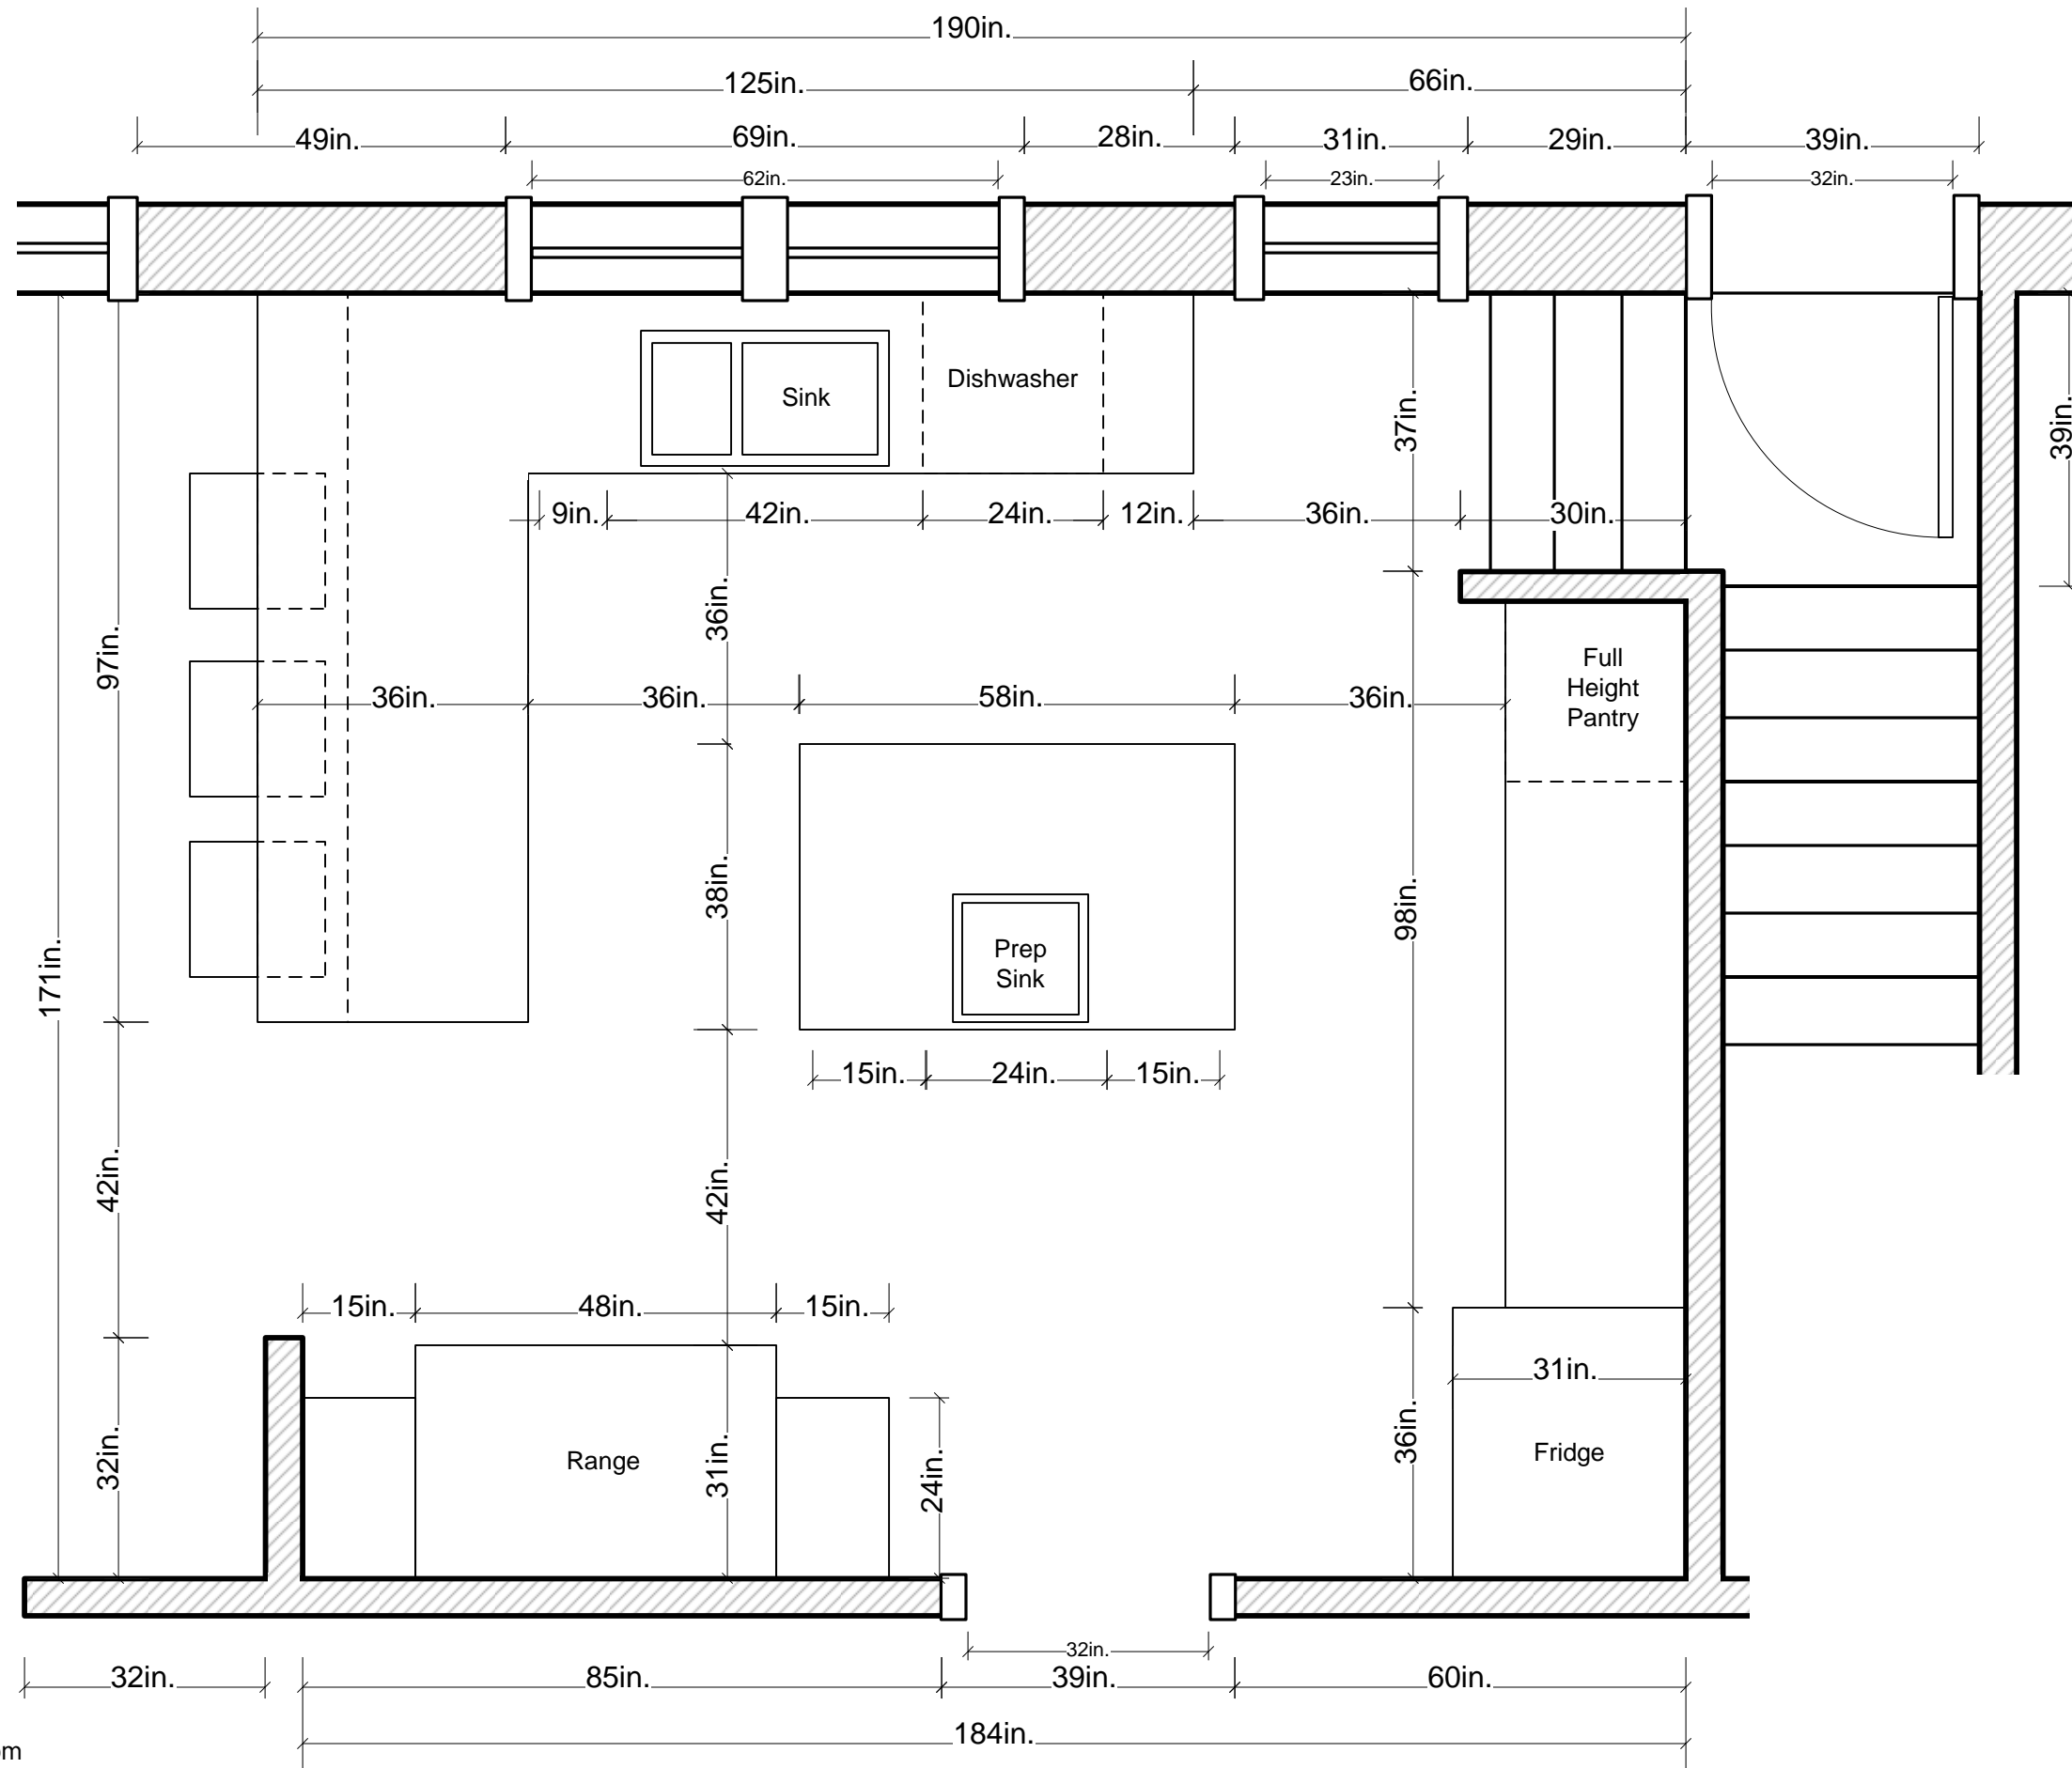 190in.
125in.
66in.
49in.
69in.
28in.
31in.
29in.
39in.
62in.
23in.
32in.
Sink
Dishwasher
37in.
39in.
9in.
42in.
24in.
12in.
36in.
30in.
36in.
97in.
Full
Height
Pantry
36in.
36in.
58in.
36in.
38in.
98in.
171in.
Prep
Sink
15in.
24in.
15in.
42in.
42in.
15in.
48in.
15in.
31in.
32in.
Range
31in.
24in.
36in.
Fridge
32in.
32in.
85in.
39in.
60in.
184in.